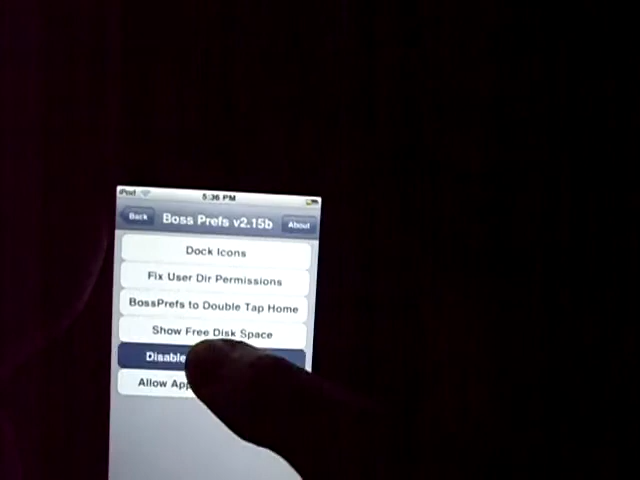 iPod 5:36 PM
Back Boss Prefs v2.15b About
Dock Icons
Fix User Dir Permissions
BossPrefs to Double Tap Home
Show Free Disk Space
Disable
Allow App